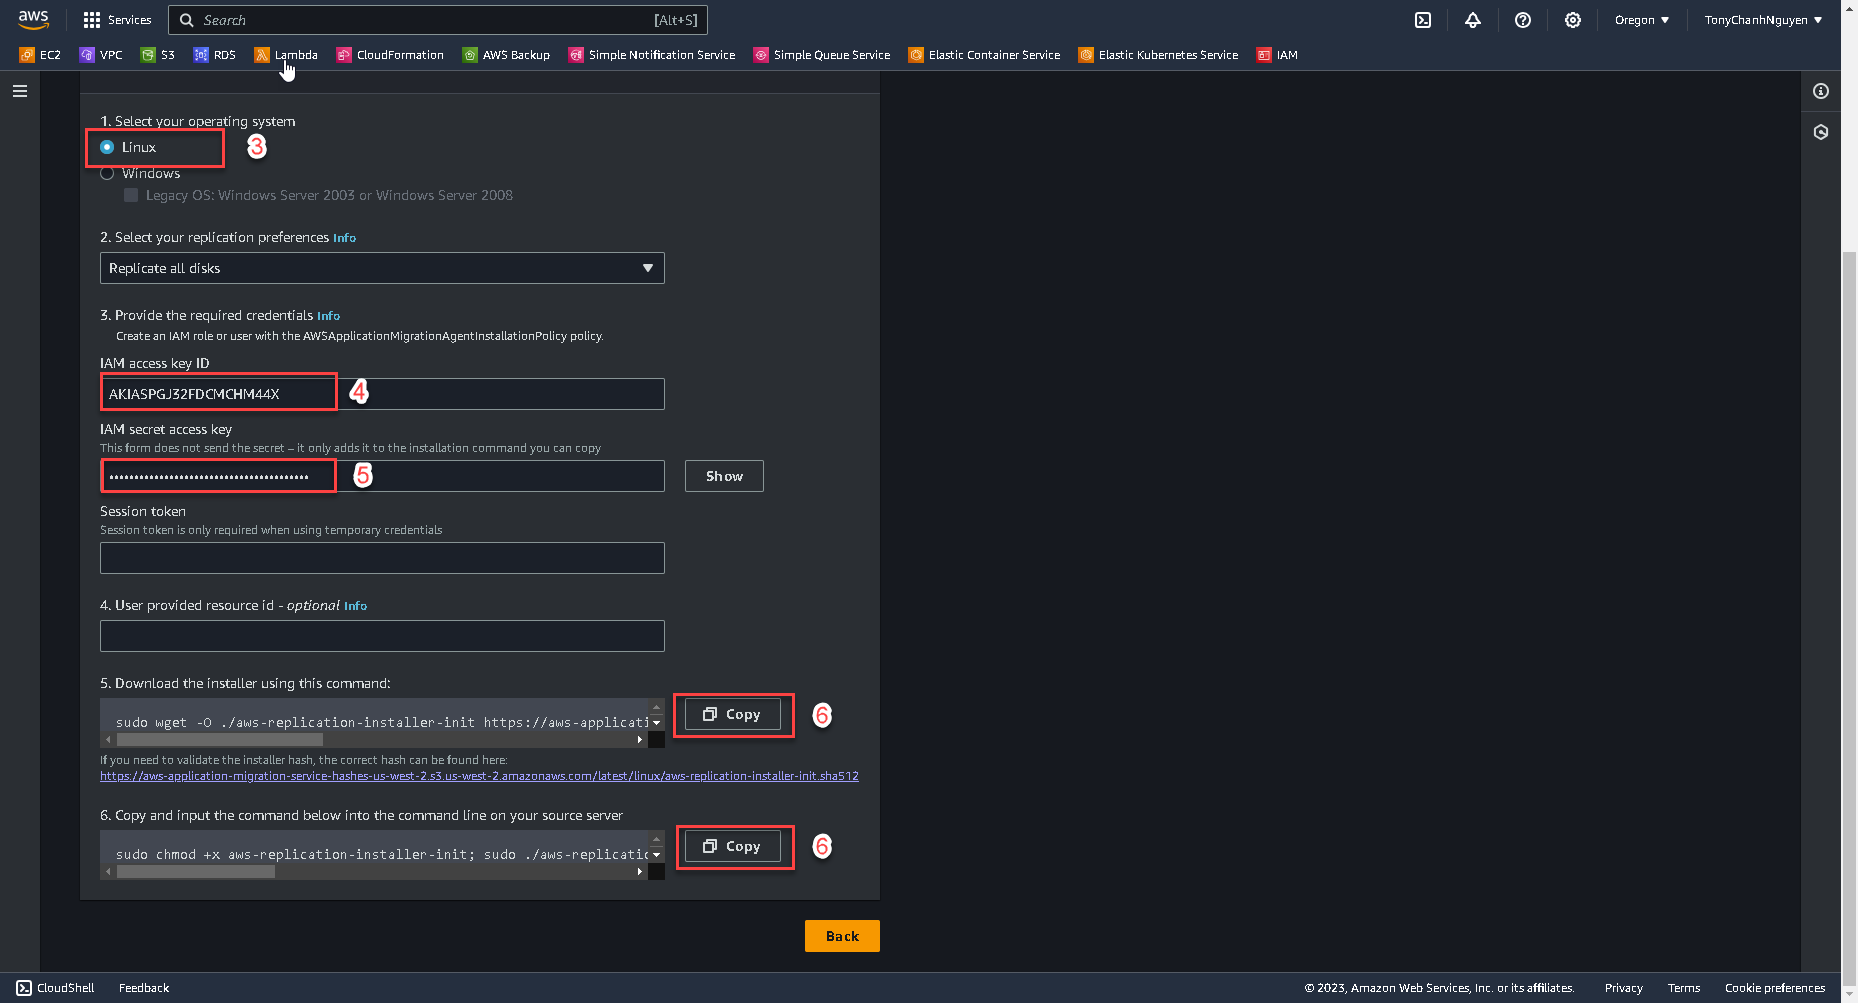 aws
Services
Search [Alt+S]
Oregon ▼
TonyChanhNguyen ▼
EC2
VPC
S3
RDS
Lambda
CloudFormation
AWS Backup
Simple Notification Service
Simple Queue Service
Elastic Container Service
Elastic Kubernetes Service
IAM
1. Select your operating system
Linux
3
Windows
Legacy OS: Windows Server 2003 or Windows Server 2008
2. Select your replication preferences Info
Replicate all disks
3. Provide the required credentials Info
Create an IAM role or user with the AWSApplicationMigrationAgentInstallationPolicy policy.
IAM access key ID
AKIASPGJ32FDCMCHM44X
4
IAM secret access key
This form does not send the secret – it only adds it to the installation command you can copy
••••••••••••••••••••••••••••••••••••••••
5
Show
Session token
Session token is only required when using temporary credentials
4. User provided resource id - optional Info
5. Download the installer using this command:
sudo wget -O ./aws-replication-installer-init https://aws-applicati
Copy
6
If you need to validate the installer hash, the correct hash can be found here:
https://aws-application-migration-service-hashes-us-west-2.s3.us-west-2.amazonaws.com/latest/linux/aws-replication-installer-init.sha512
6. Copy and input the command below into the command line on your source server
sudo chmod +x aws-replication-installer-init; sudo ./aws-replicatio
Copy
6
Back
CloudShell
Feedback
© 2023, Amazon Web Services, Inc. or its affiliates.
Privacy
Terms
Cookie preferences